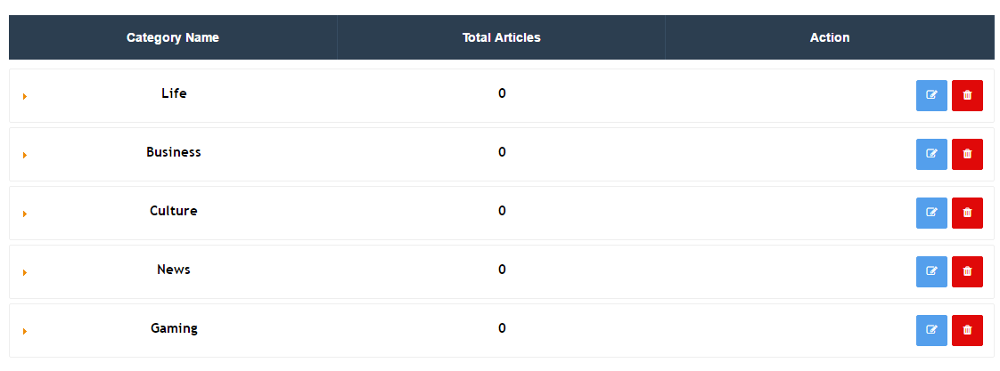 Category Name Total Articles Action
Life 0
Business 0
Culture 0
News 0
Gaming 0